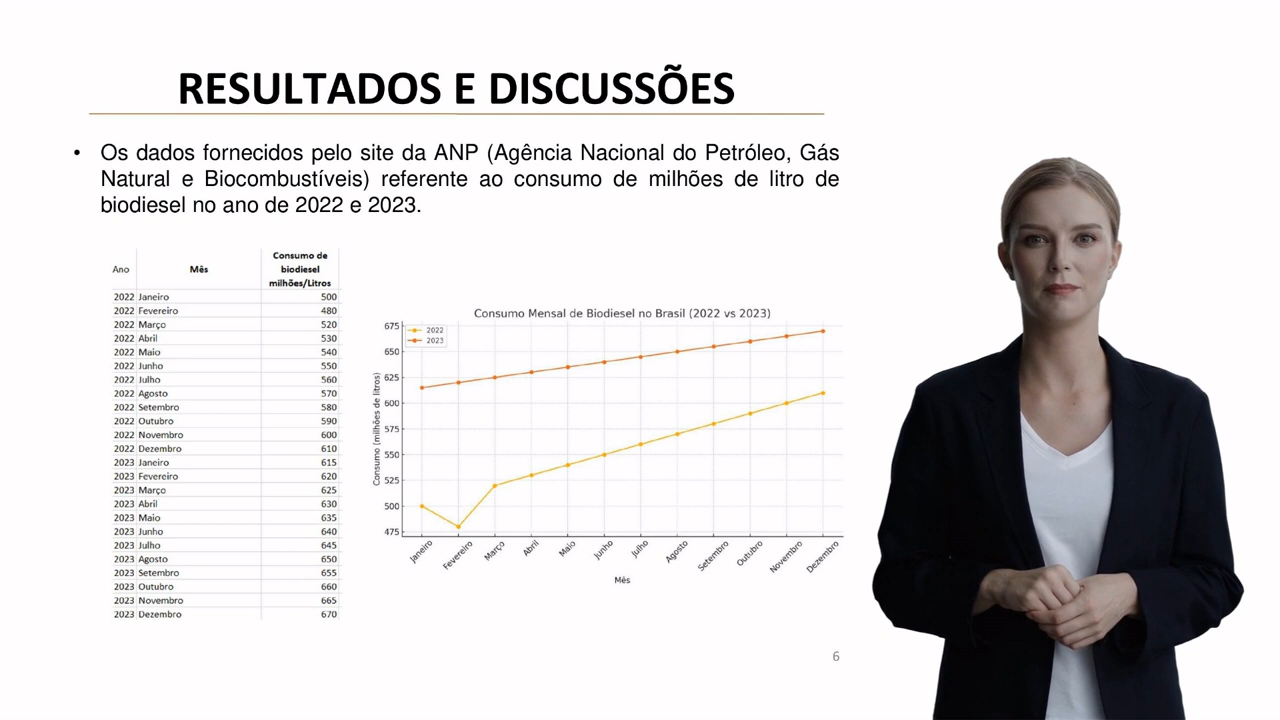 RESULTADOS E DISCUSSÕES
• Os dados fornecidos pelo site da ANP (Agência Nacional do Petróleo, Gás
Natural e Biocombustíveis) referente ao consumo de milhões de litro de
biodiesel no ano de 2022 e 2023.
Ano Mês Consumo de
biodiesel
milhões/Litros
2022 Janeiro 500
2022 Fevereiro 480
2022 Março 520
2022 Abril 530
2022 Maio 540
2022 Junho 550
2022 Julho 560
2022 Agosto 570
2022 Setembro 580
2022 Outubro 590
2022 Novembro 600
2022 Dezembro 610
2023 Janeiro 615
2023 Fevereiro 620
2023 Março 625
2023 Abril 630
2023 Maio 635
2023 Junho 640
2023 Julho 645
2023 Agosto 650
2023 Setembro 655
2023 Outubro 660
2023 Novembro 665
2023 Dezembro 670
Consumo Mensal de Biodiesel no Brasil (2022 vs 2023)
2022
2023
Consumo (milhões de litros)
675
650
625
600
575
550
525
500
475
Janeiro Fevereiro Março Abril Maio Junho Julho Agosto Setembro Outubro Novembro Dezembro
Mês
6